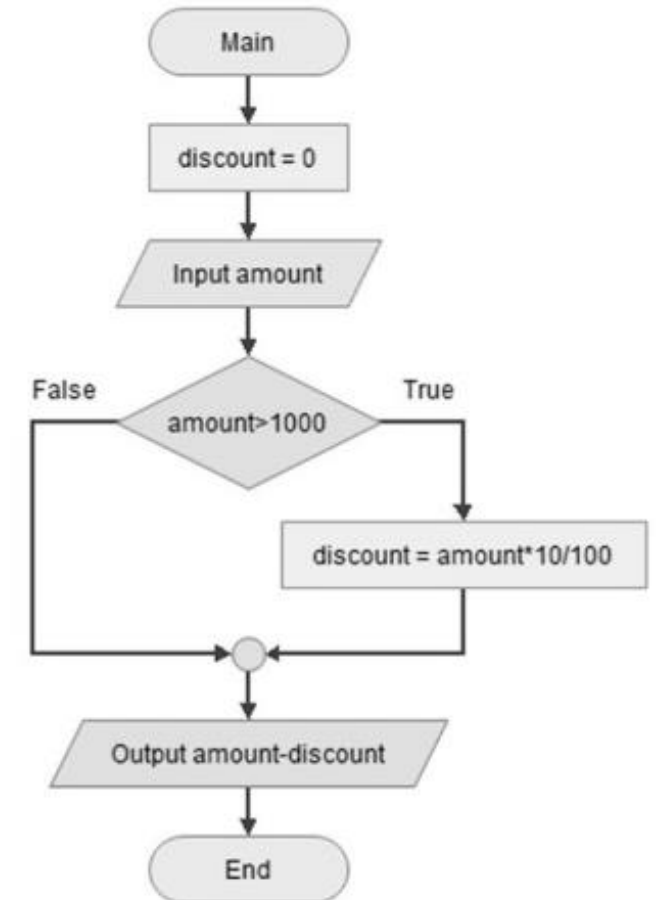 Main
discount = 0
Input amount
False
True
amount>1000
discount = amount*10/100
Output amount-discount
End